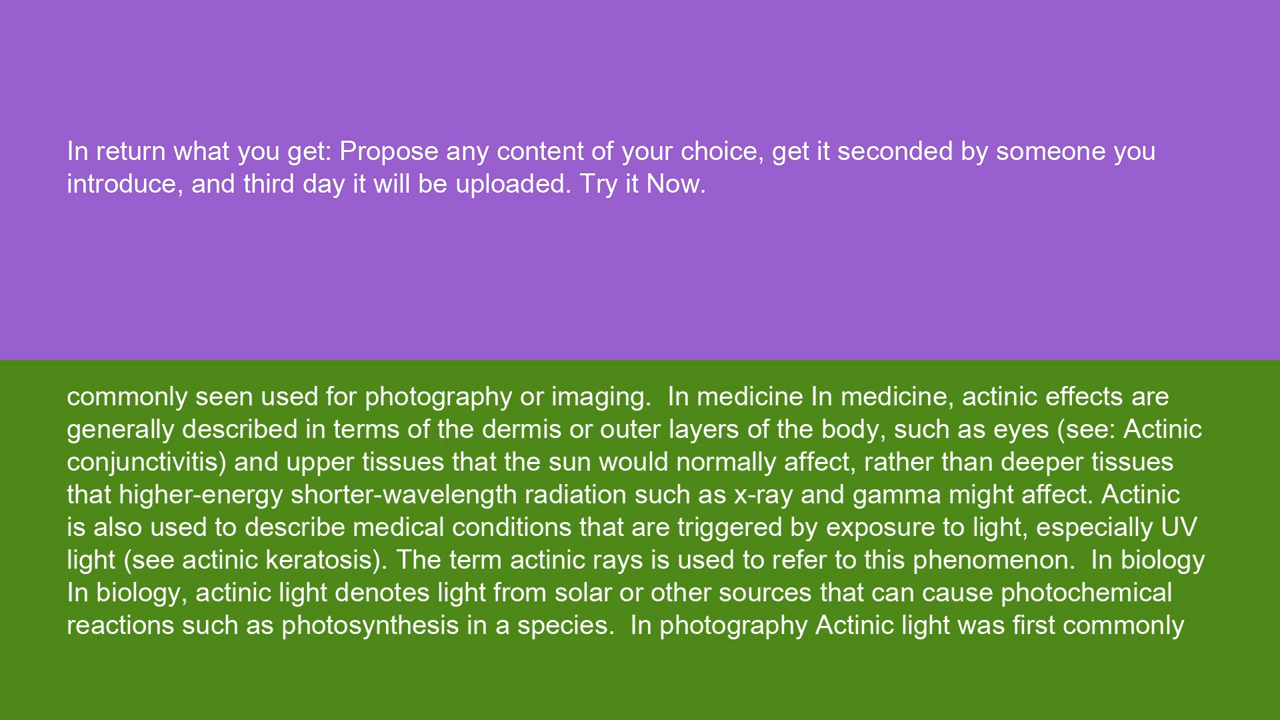 In return what you get: Propose any content of your choice, get it seconded by someone you
introduce, and third day it will be uploaded. Try it Now.
commonly seen used for photography or imaging.  In medicine In medicine, actinic effects are
generally described in terms of the dermis or outer layers of the body, such as eyes (see: Actinic
conjunctivitis) and upper tissues that the sun would normally affect, rather than deeper tissues
that higher-energy shorter-wavelength radiation such as x-ray and gamma might affect. Actinic
is also used to describe medical conditions that are triggered by exposure to light, especially UV
light (see actinic keratosis). The term actinic rays is used to refer to this phenomenon.  In biology
In biology, actinic light denotes light from solar or other sources that can cause photochemical
reactions such as photosynthesis in a species.  In photography Actinic light was first commonly